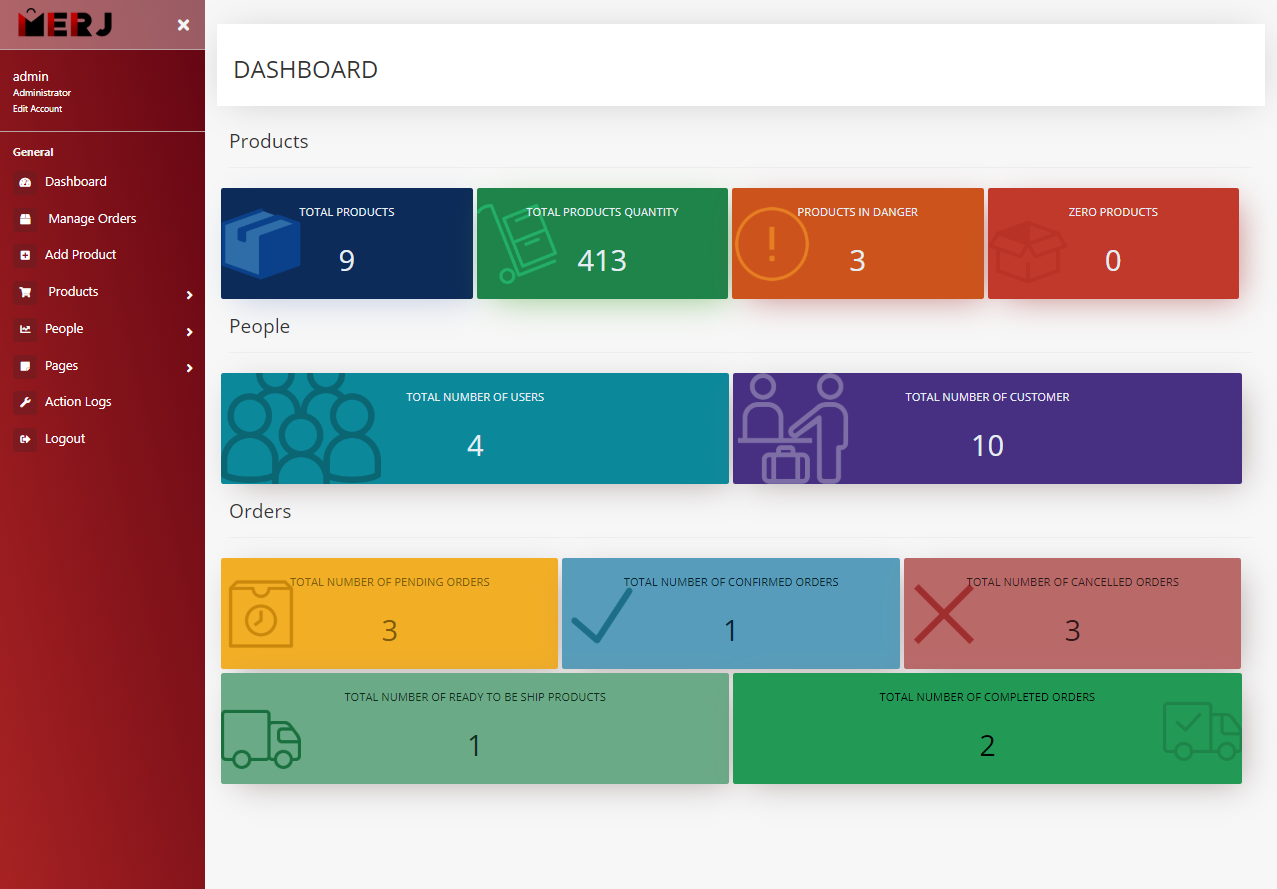 MERJ
admin
Administrator
Edit Account
General
Dashboard
Manage Orders
Add Product
Products
People
Pages
Action Logs
Logout
DASHBOARD
Products
TOTAL PRODUCTS
9
TOTAL PRODUCTS QUANTITY
413
PRODUCTS IN DANGER
3
ZERO PRODUCTS
0
People
TOTAL NUMBER OF USERS
4
TOTAL NUMBER OF CUSTOMER
10
Orders
TOTAL NUMBER OF PENDING ORDERS
3
TOTAL NUMBER OF CONFIRMED ORDERS
1
TOTAL NUMBER OF CANCELLED ORDERS
3
TOTAL NUMBER OF READY TO BE SHIP PRODUCTS
1
TOTAL NUMBER OF COMPLETED ORDERS
2